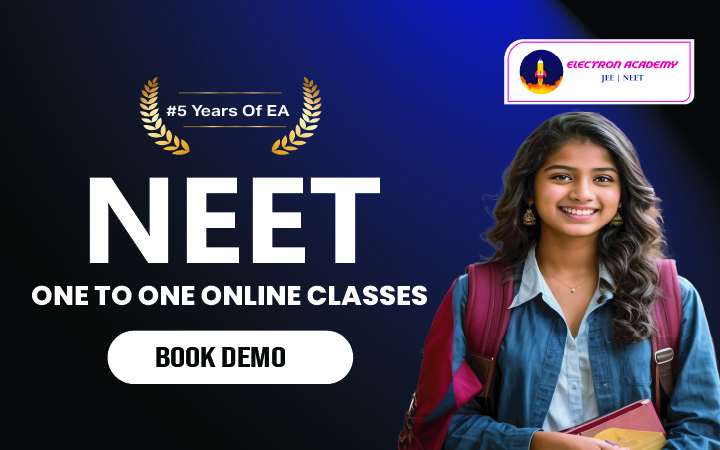 ELECTRON ACADEMY
JEE | NEET
#5 Years Of EA
NEET
ONE TO ONE ONLINE CLASSES
BOOK DEMO